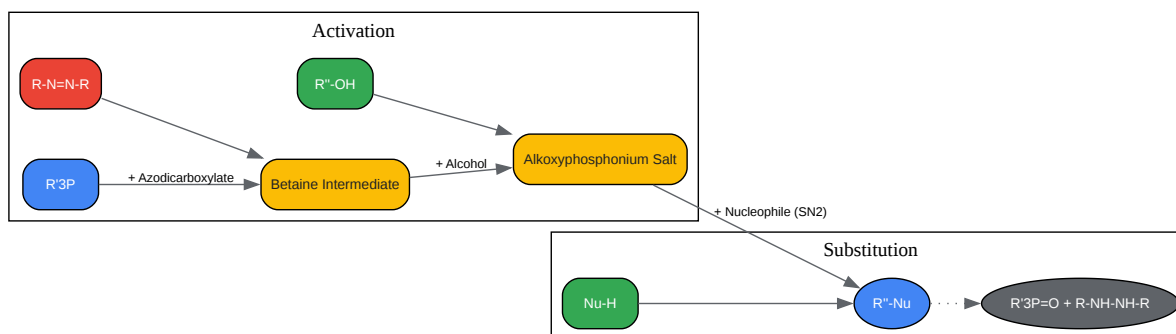 Activation
R-N=N-R
R"-OH
R'3P
+ Azodicarboxylate
Betaine Intermediate
+ Alcohol
Alkoxyphosphonium Salt
+ Nucleophile (SN2)
Substitution
Nu-H
R"-Nu
R'3P=O + R-NH-NH-R